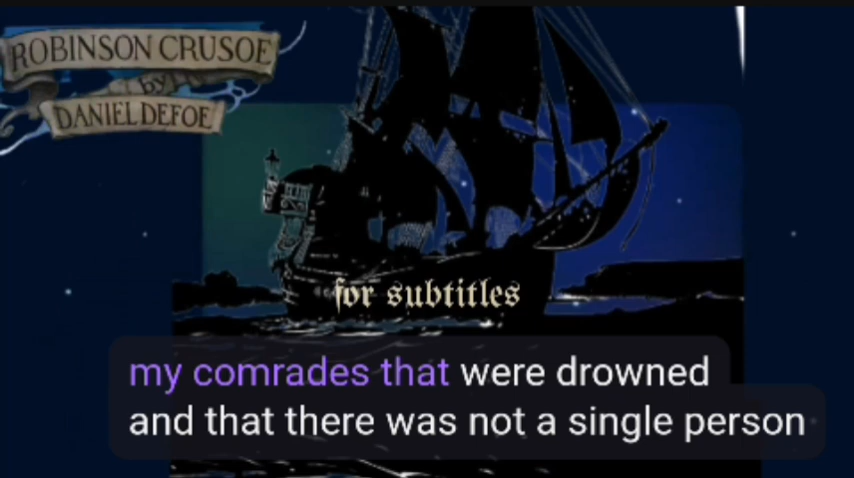 ROBINSON CRUSOE
by
DANIEL DEFOE
for subtitles
my comrades that were drowned
and that there was not a single person